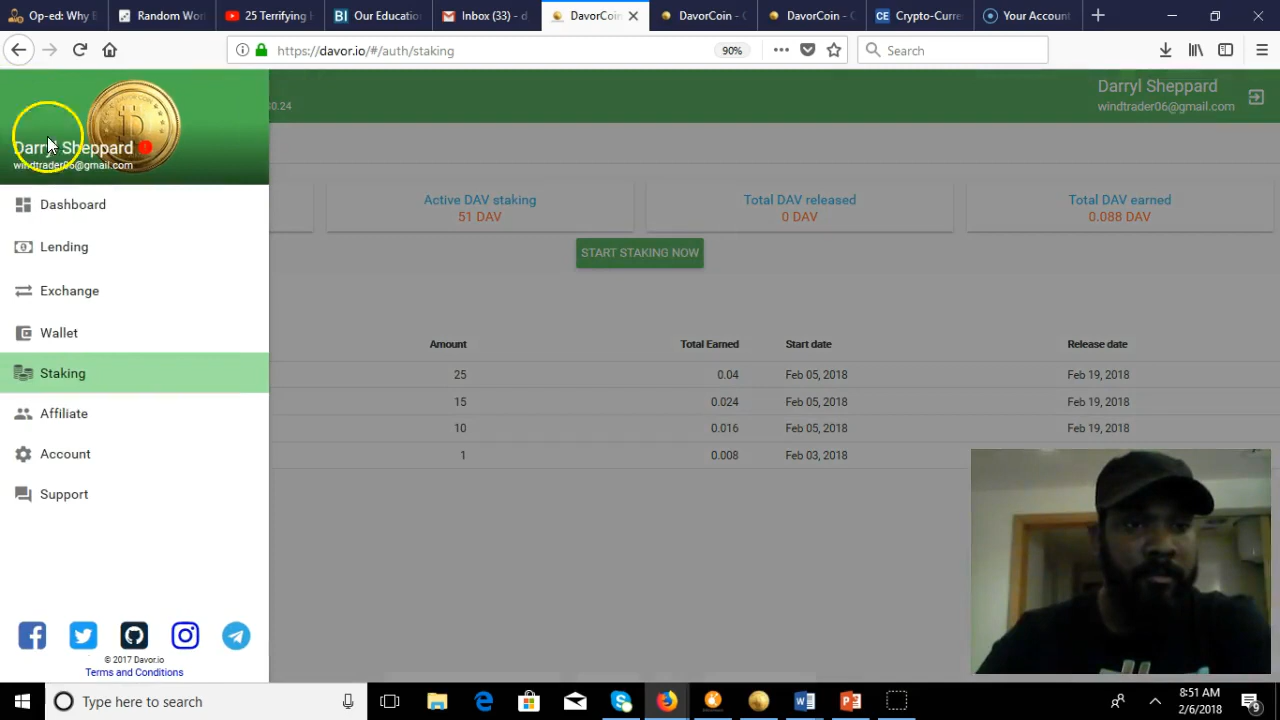 Op-ed: Why B
Random Wor
25 Terrifying
Our Educatio
Inbox (33) - d
DavorCoin
DavorCoin - C
DavorCoin - C
CE Crypto-Curre
Your Account
https://davor.io/#/auth/staking
90%
Search
Darryl Sheppard
windtrader06@gmail.com
$0.24
Darryl Sheppard
windtrader06@gmail.com
Dashboard
Lending
Exchange
Wallet
Staking
Affiliate
Account
Support
Active DAV staking
51 DAV
Total DAV released
0 DAV
Total DAV earned
0.088 DAV
START STAKING NOW
Amount Total Earned Start date Release date
25 0.04 Feb 05, 2018 Feb 19, 2018
15 0.024 Feb 05, 2018 Feb 19, 2018
10 0.016 Feb 05, 2018 Feb 19, 2018
1 0.008 Feb 03, 2018
© 2017 Davor.io
Terms and Conditions
Type here to search
8:51 AM
2/6/2018